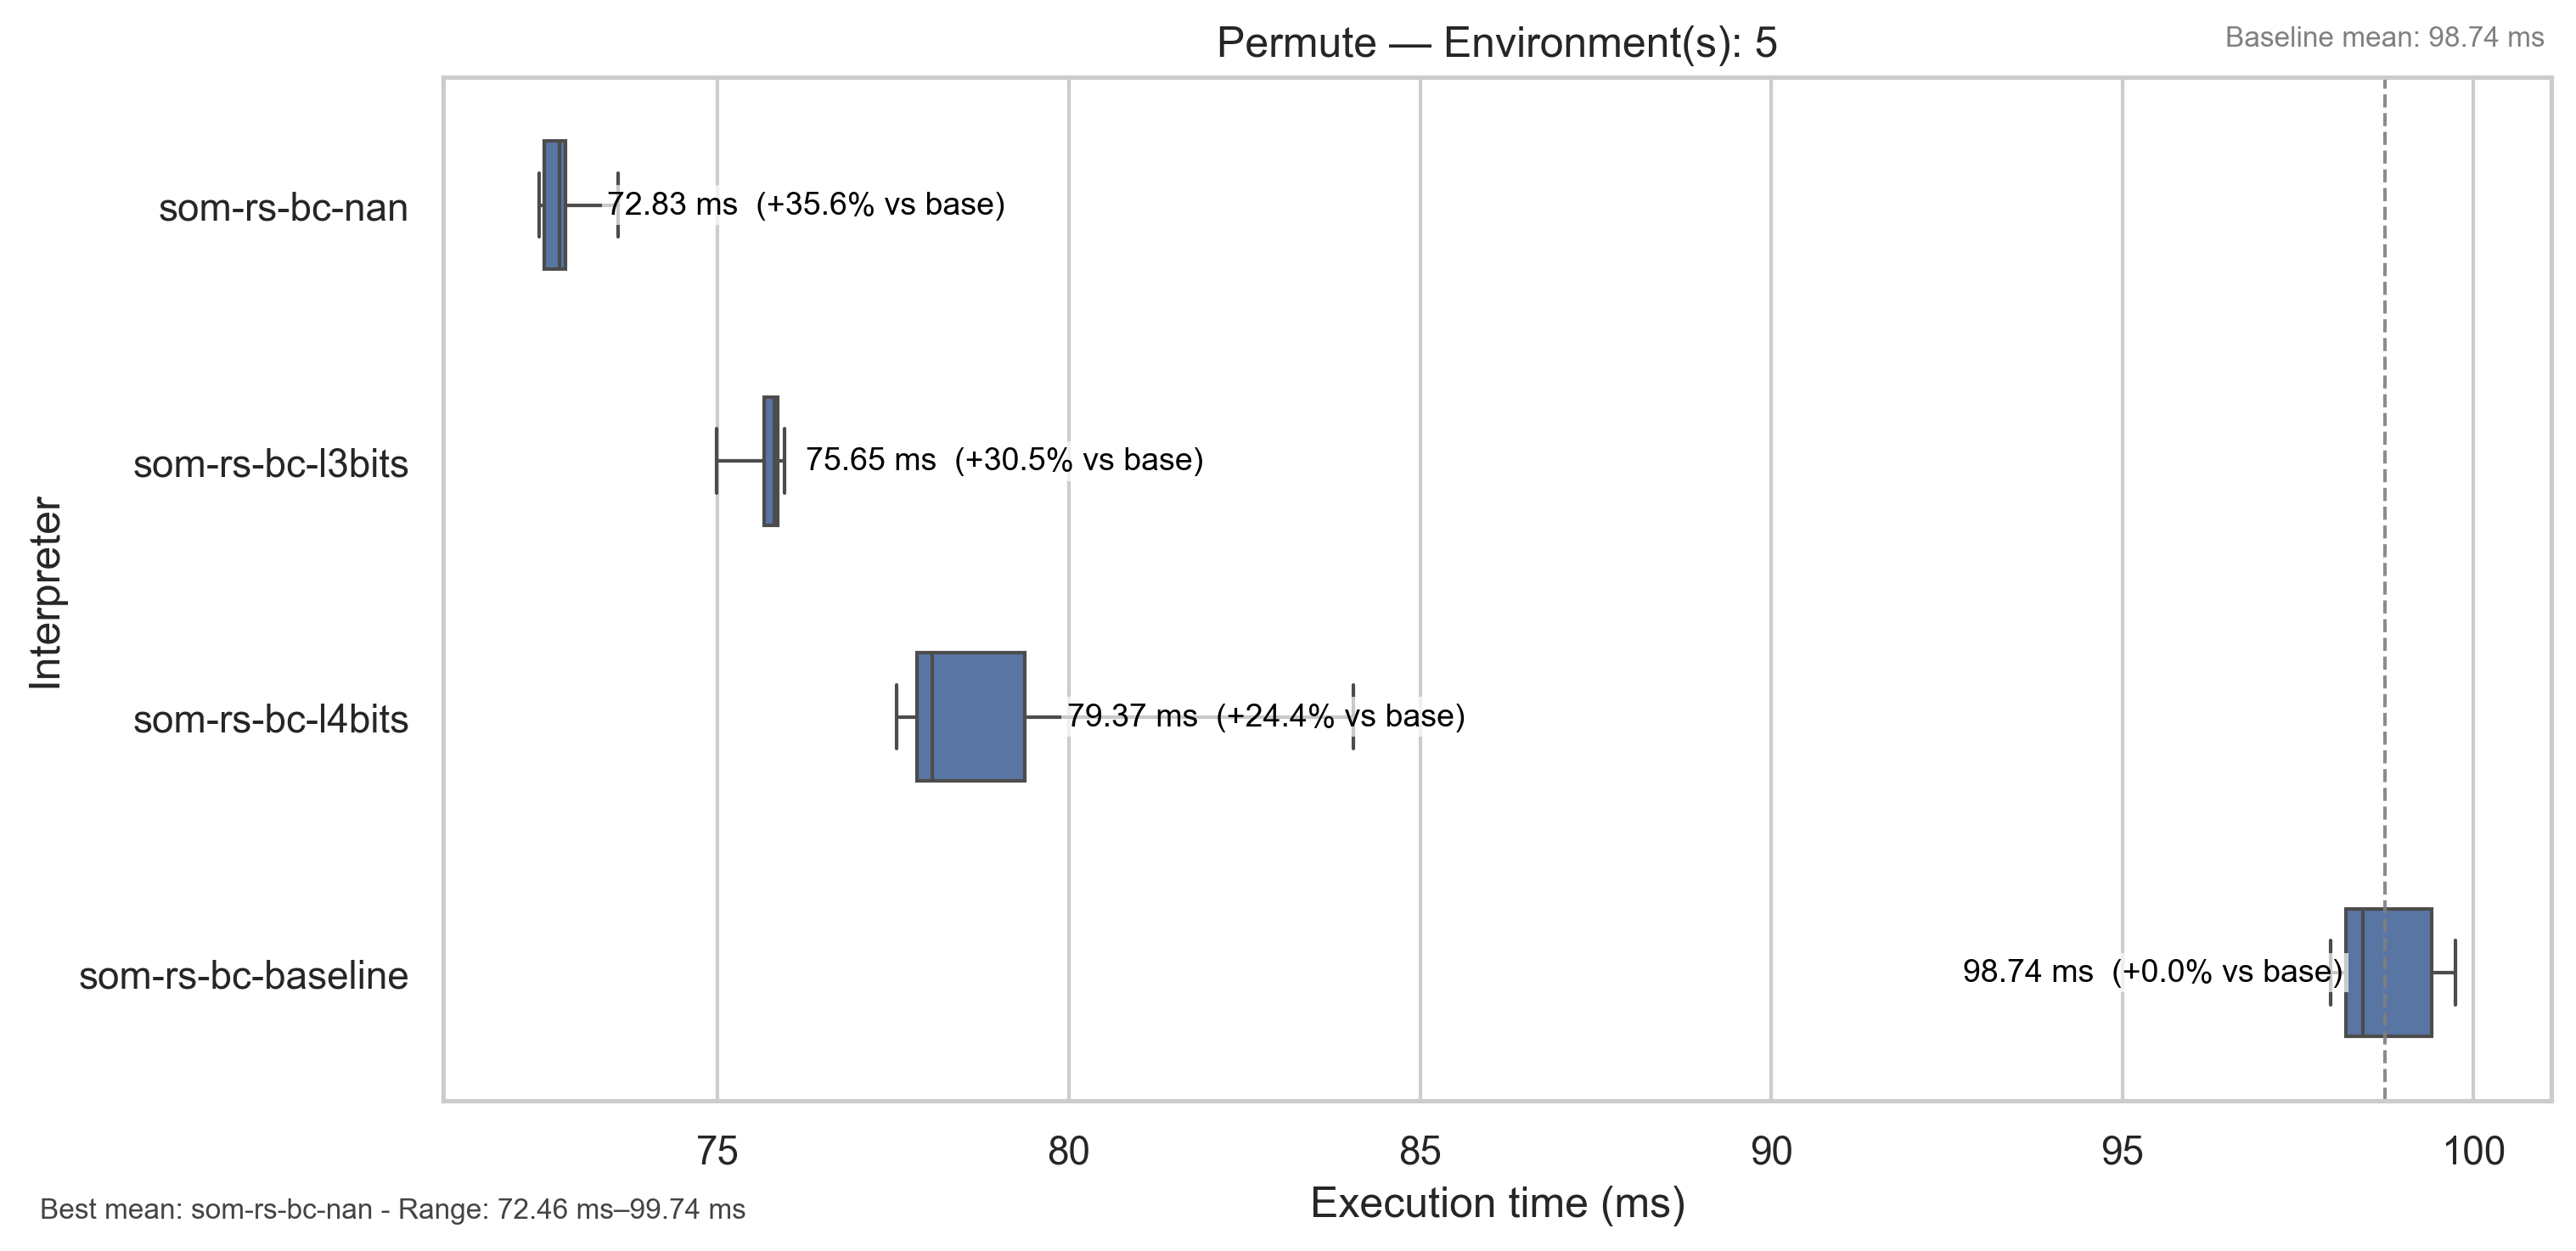 Permute — Environment(s): 5
Baseline mean: 98.74 ms
som-rs-bc-nan
72.83 ms (+35.6% vs base)
som-rs-bc-l3bits
75.65 ms (+30.5% vs base)
Interpreter
som-rs-bc-l4bits
79.37 ms (+24.4% vs base)
som-rs-bc-baseline
98.74 ms (+0.0% vs base)
75 80 85 90 95 100
Execution time (ms)
Best mean: som-rs-bc-nan - Range: 72.46 ms–99.74 ms